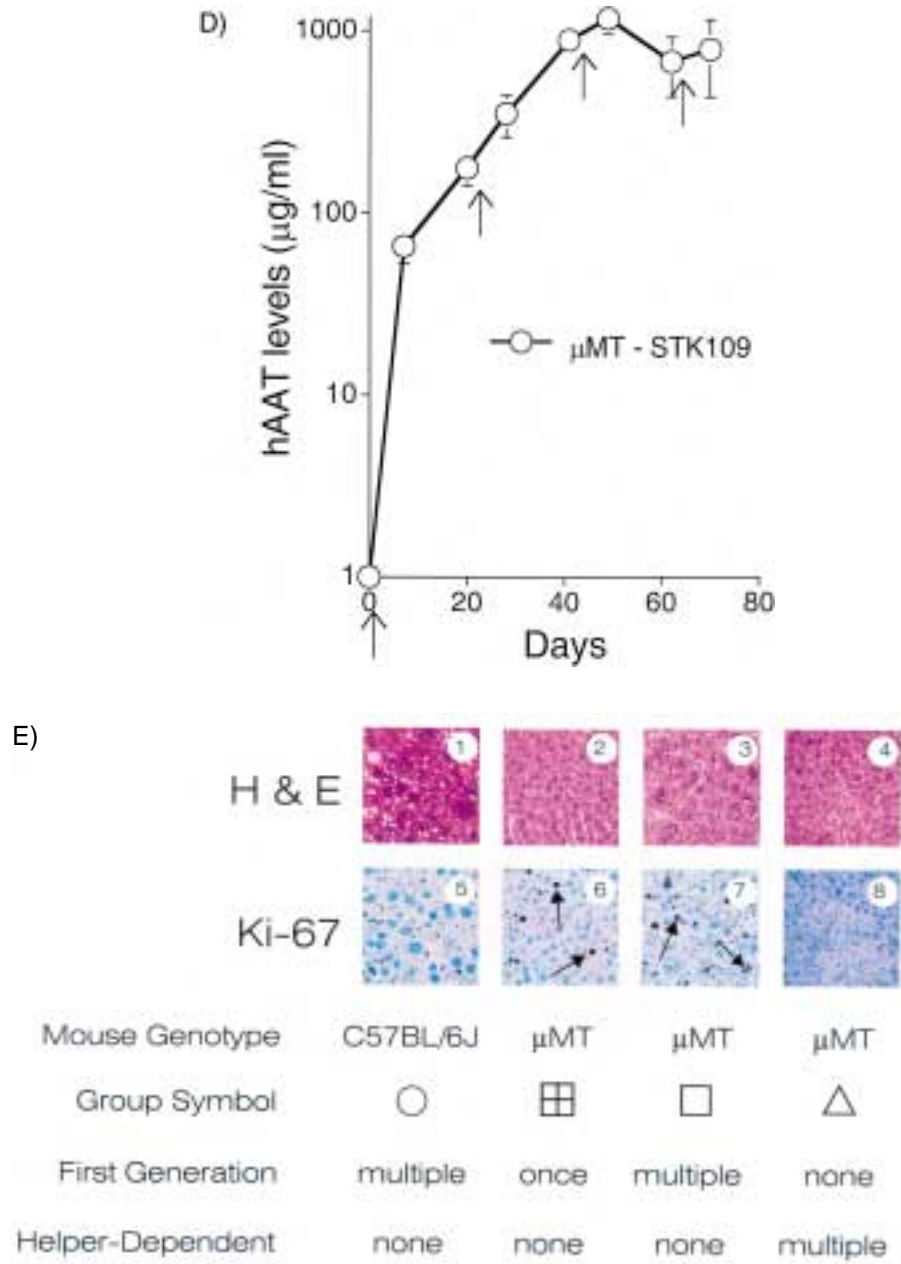 D)
1000
100
10
1
hAAT levels (μg/ml)
μMT - STK109
0 20 40 60 80
Days
E)
1 2 3 4
H & E
5 6 7 8
Ki-67
Mouse Genotype C57BL/6J μMT μMT μMT
Group Symbol
First Generation multiple once multiple none
Helper-Dependent none none none multiple